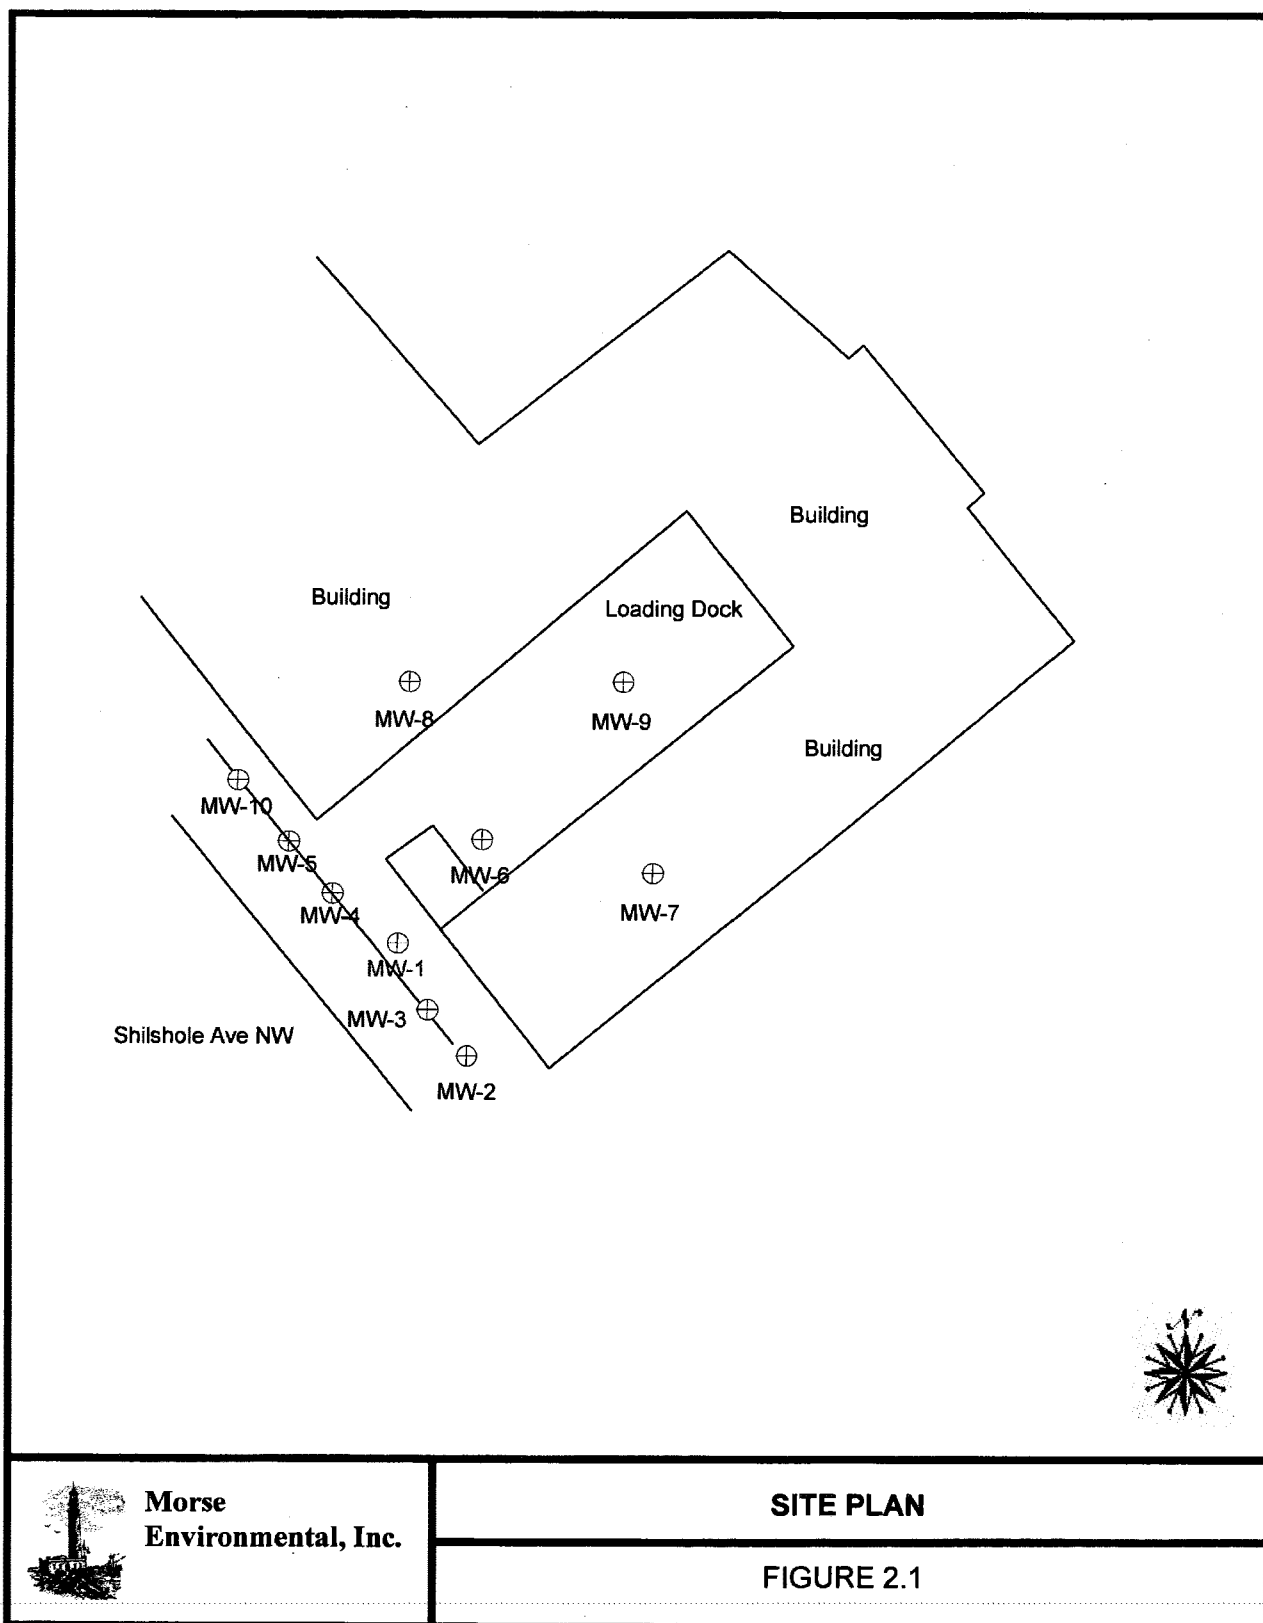 Building
Building
Loading Dock
MW-8
MW-9
Building
MW-10
MW-5
MW-6
MW-4
MW-7
MW-1
MW-3
Shilshole Ave NW
MW-2
N
Morse
Environmental, Inc.
SITE PLAN
FIGURE 2.1